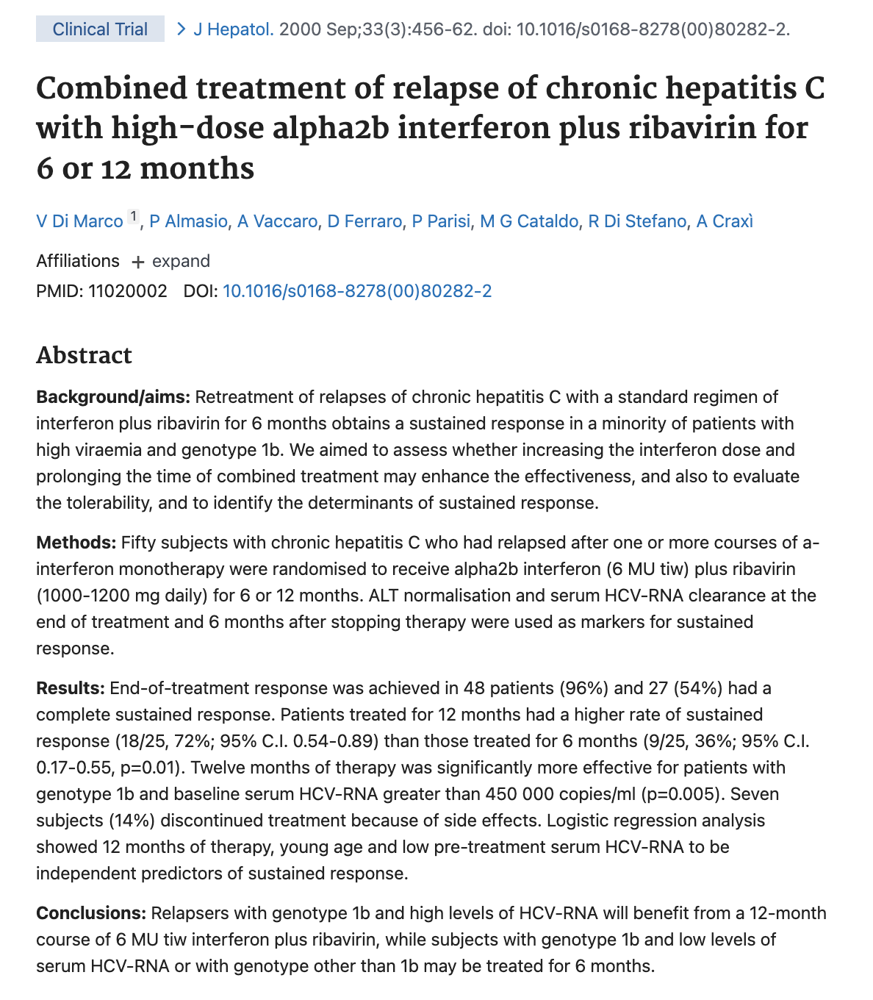 Clinical Trial > J Hepatol. 2000 Sep;33(3):456-62. doi: 10.1016/s0168-8278(00)80282-2.
Combined treatment of relapse of chronic hepatitis C
with high-dose alpha2b interferon plus ribavirin for
6 or 12 months
V Di Marco 1, P Almasio, A Vaccaro, D Ferraro, P Parisi, M G Cataldo, R Di Stefano, A Craxì
Affiliations + expand
PMID: 11020002 DOI: 10.1016/s0168-8278(00)80282-2
Abstract
Background/aims: Retreatment of relapses of chronic hepatitis C with a standard regimen of
interferon plus ribavirin for 6 months obtains a sustained response in a minority of patients with
high viraemia and genotype 1b. We aimed to assess whether increasing the interferon dose and
prolonging the time of combined treatment may enhance the effectiveness, and also to evaluate
the tolerability, and to identify the determinants of sustained response.
Methods: Fifty subjects with chronic hepatitis C who had relapsed after one or more courses of a-
interferon monotherapy were randomised to receive alpha2b interferon (6 MU tiw) plus ribavirin
(1000-1200 mg daily) for 6 or 12 months. ALT normalisation and serum HCV-RNA clearance at the
end of treatment and 6 months after stopping therapy were used as markers for sustained
response.
Results: End-of-treatment response was achieved in 48 patients (96%) and 27 (54%) had a
complete sustained response. Patients treated for 12 months had a higher rate of sustained
response (18/25, 72%; 95% C.I. 0.54-0.89) than those treated for 6 months (9/25, 36%; 95% C.I.
0.17-0.55, p=0.01). Twelve months of therapy was significantly more effective for patients with
genotype 1b and baseline serum HCV-RNA greater than 450 000 copies/ml (p=0.005). Seven
subjects (14%) discontinued treatment because of side effects. Logistic regression analysis
showed 12 months of therapy, young age and low pre-treatment serum HCV-RNA to be
independent predictors of sustained response.
Conclusions: Relapsers with genotype 1b and high levels of HCV-RNA will benefit from a 12-month
course of 6 MU tiw interferon plus ribavirin, while subjects with genotype 1b and low levels of
serum HCV-RNA or with genotype other than 1b may be treated for 6 months.